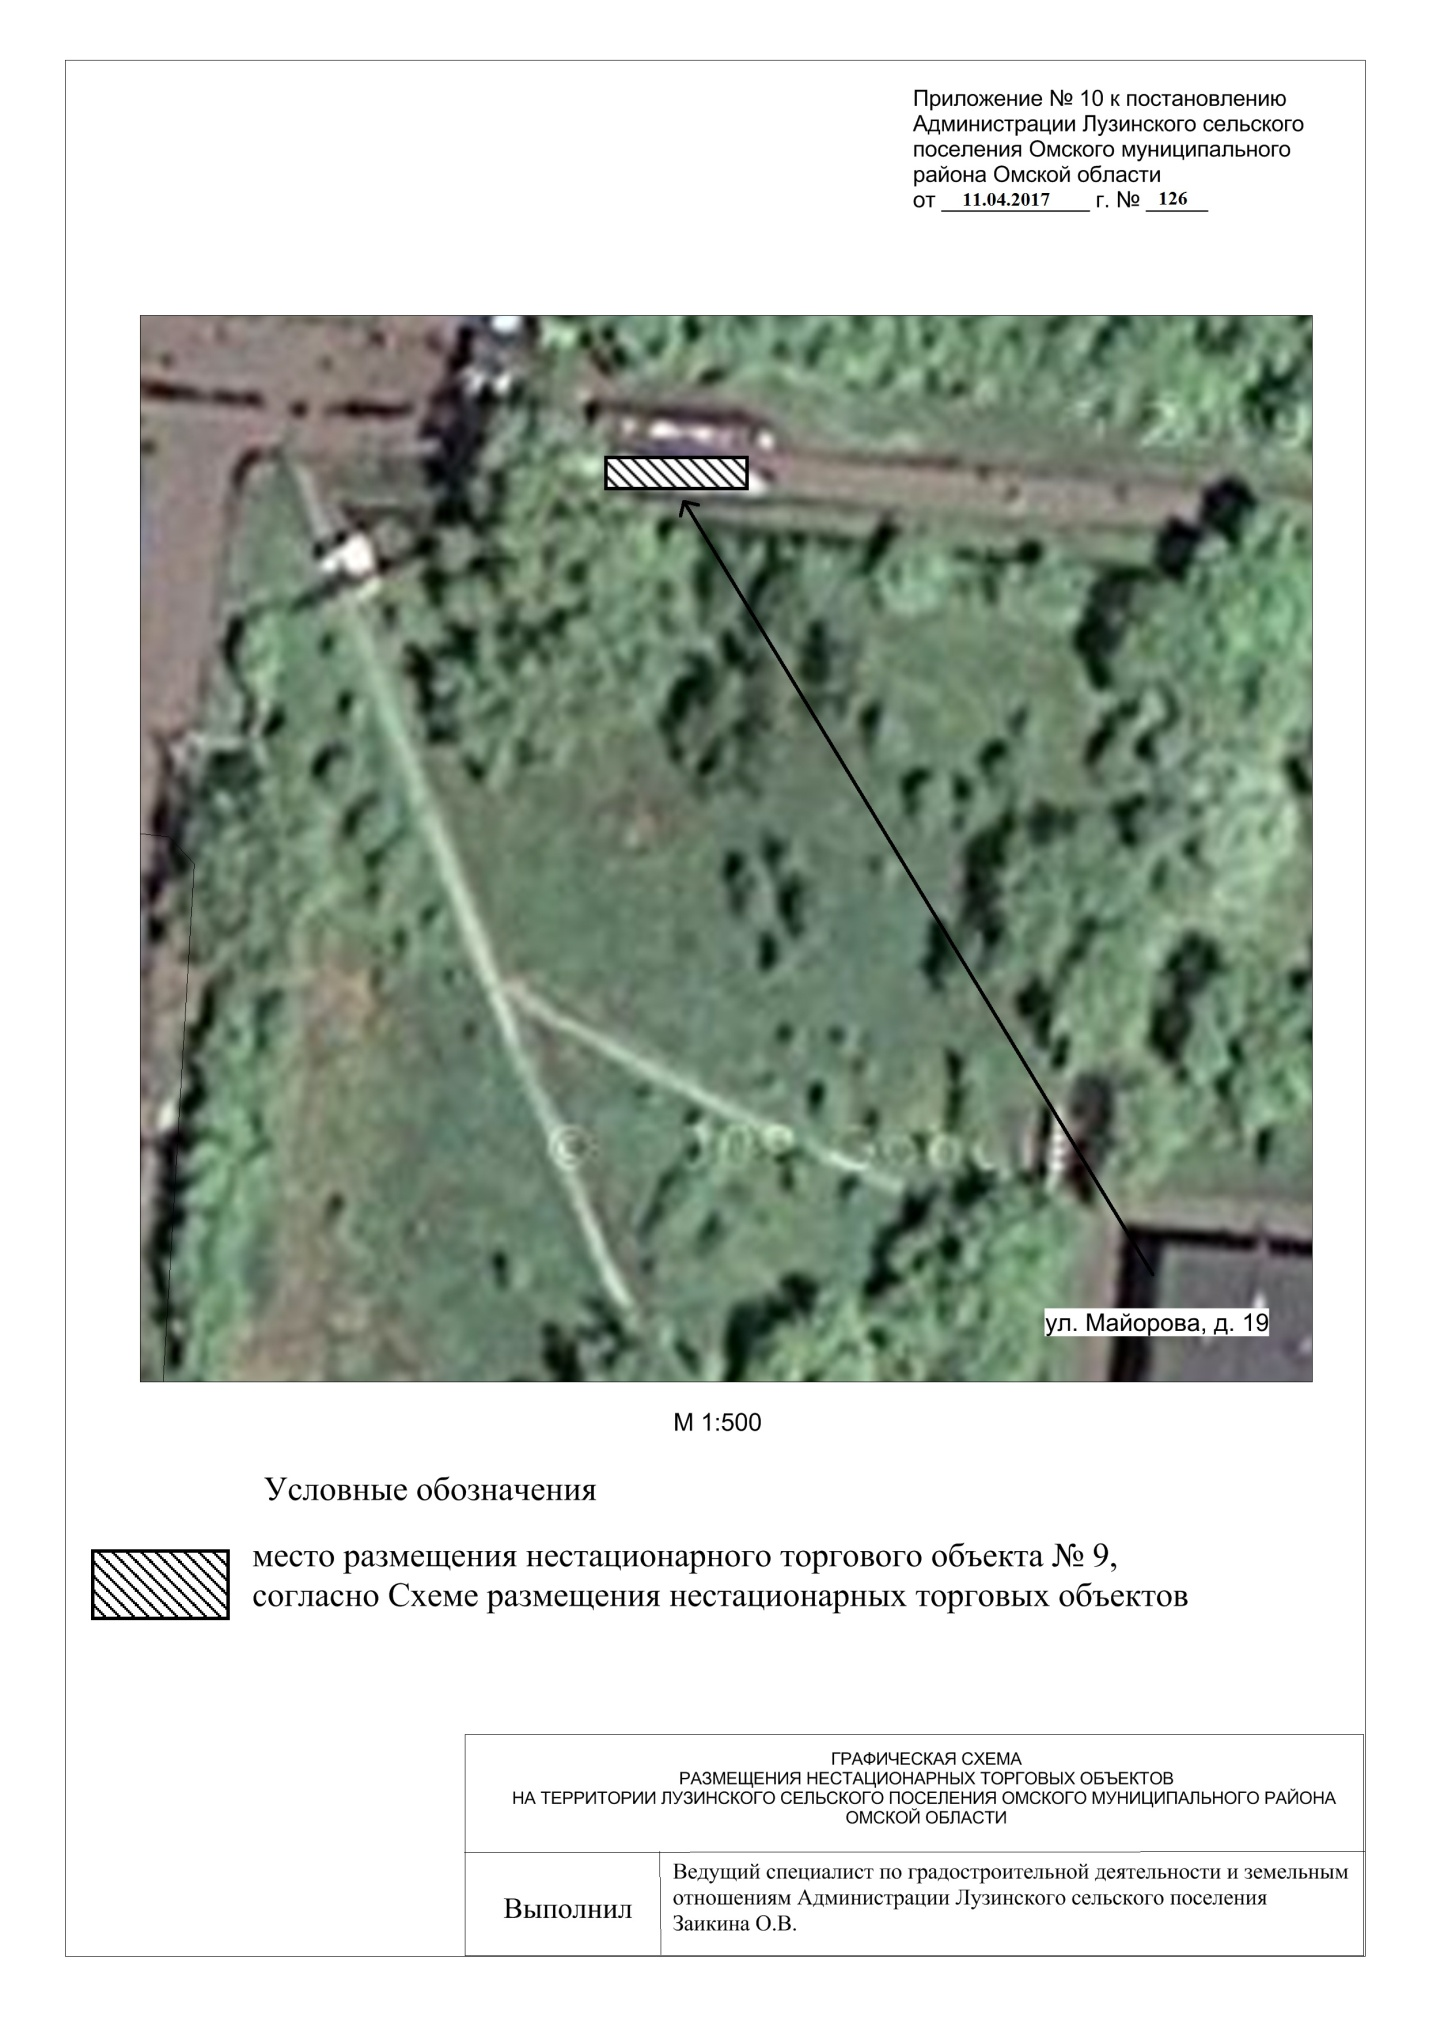 Приложение № 10 к постановлению
Администрации Лузинского сельского
поселения Омского муниципального
района Омской области
от 11.04.2017 г. № 126
©
ул. Майорова, д. 19
М 1:500
Условные обозначения
место размещения нестационарного торгового объекта № 9,
согласно Схеме размещения нестационарных торговых объектов
ГРАФИЧЕСКАЯ СХЕМА
РАЗМЕЩЕНИЯ НЕСТАЦИОНАРНЫХ ТОРГОВЫХ ОБЪЕКТОВ
НА ТЕРРИТОРИИ ЛУЗИНСКОГО СЕЛЬСКОГО ПОСЕЛЕНИЯ ОМСКОГО МУНИЦИПАЛЬНОГО РАЙОНА
ОМСКОЙ ОБЛАСТИ
Выполнил
Ведущий специалист по градостроительной деятельности и земельным
отношениям Администрации Лузинского сельского поселения
Заикина О.В.